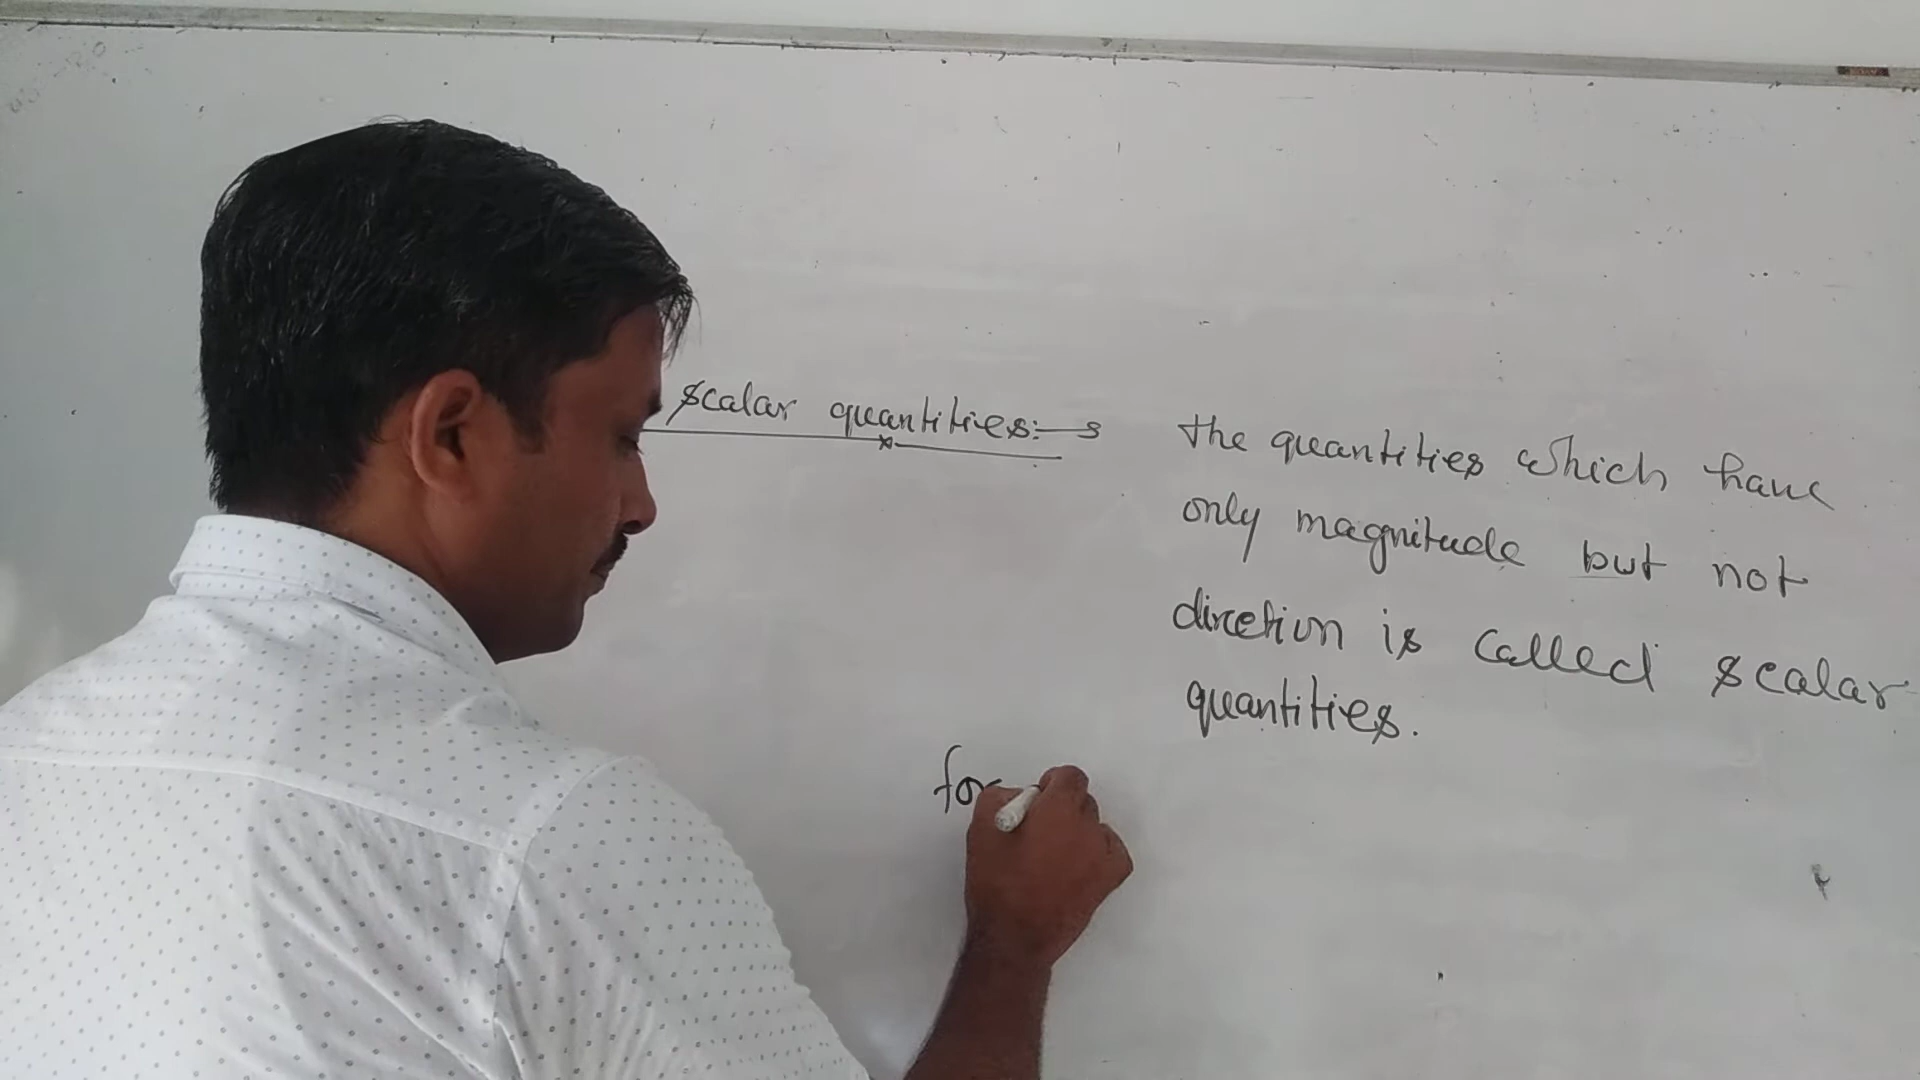 scalar quantities:→
the quantities which have
only magnitude but not
direction is called scalar
quantities.
for